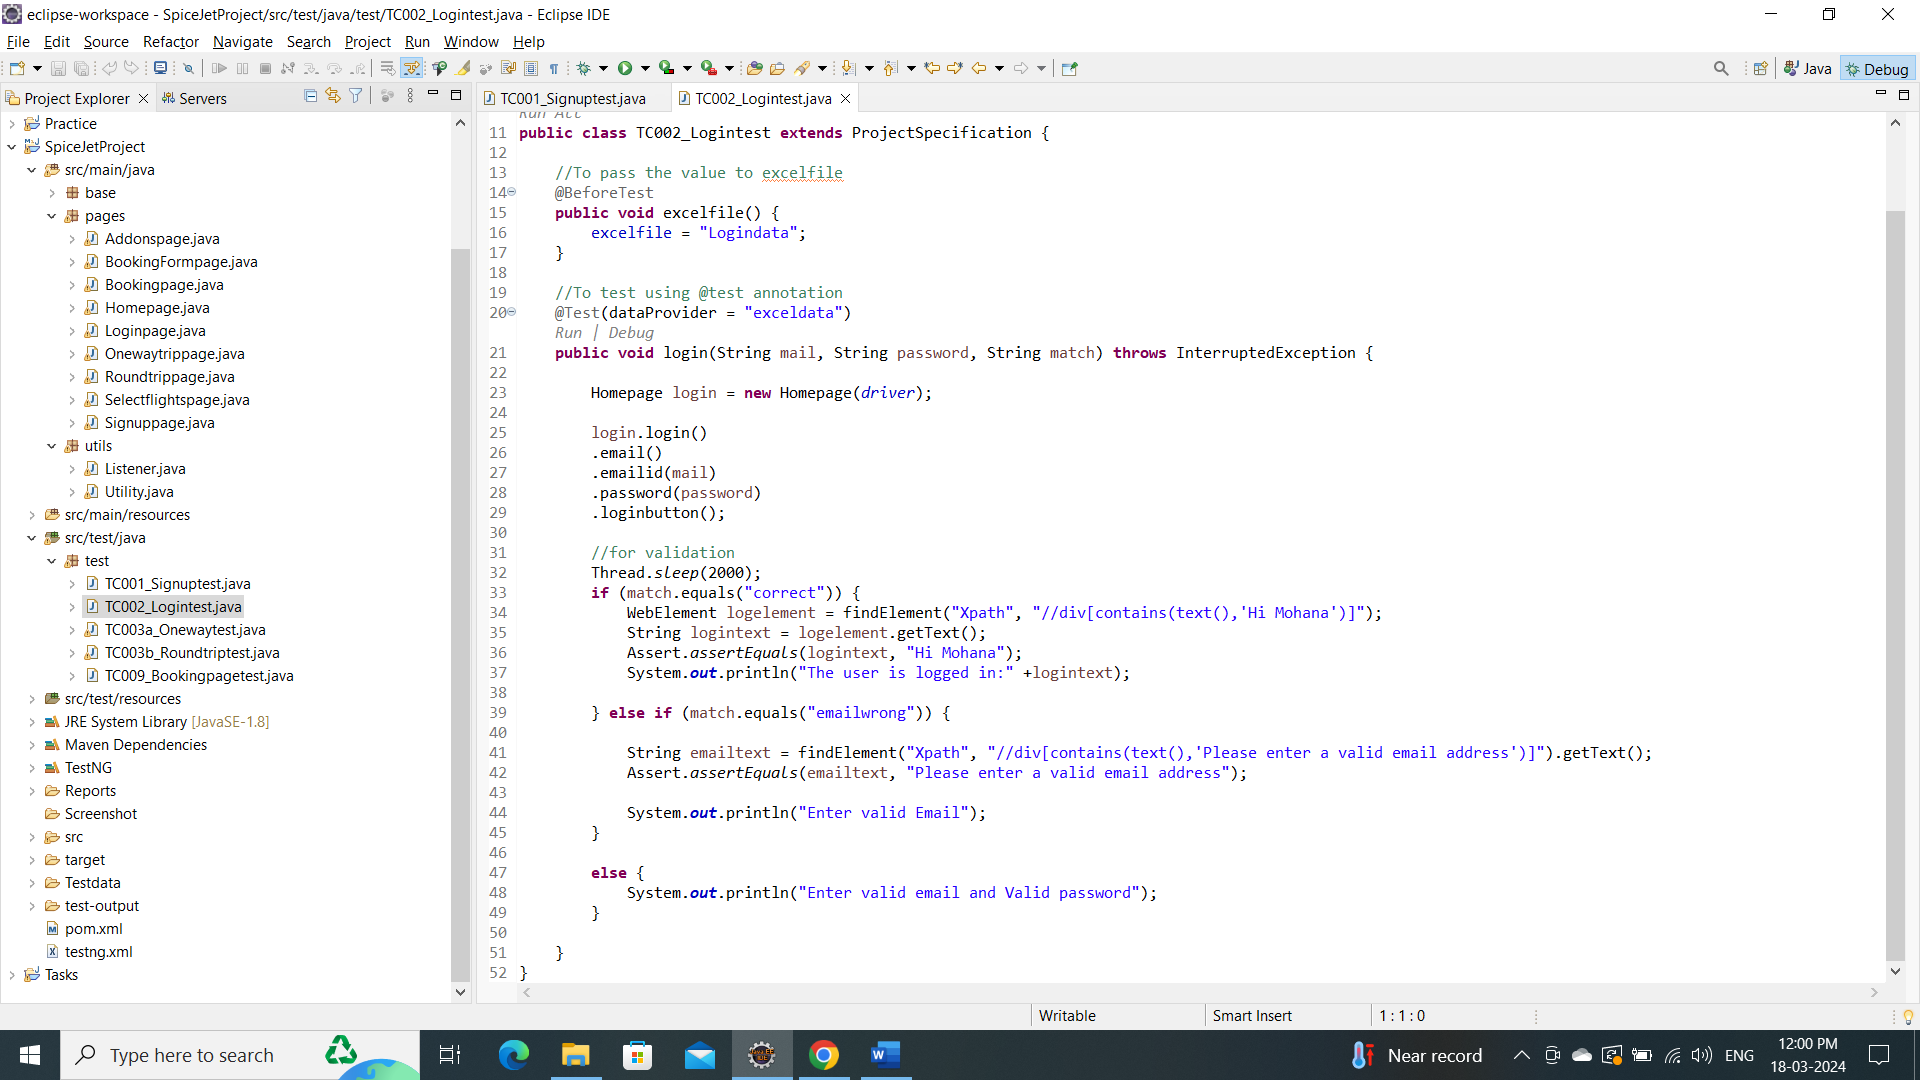 eclipse-workspace - SpiceJetProject/src/test/java/test/TC002_Logintest.java - Eclipse IDE
File Edit Source Refactor Navigate Search Project Run Window Help
Java Debug
Project Explorer Servers
TC001_Signuptest.java TC002_Logintest.java
Practice
SpiceJetProject
src/main/java
base
pages
Addonspage.java
BookingFormpage.java
Bookingpage.java
Homepage.java
Loginpage.java
Onewaytrippage.java
Roundtrippage.java
Selectflightspage.java
Signuppage.java
utils
Listener.java
Utility.java
src/main/resources
src/test/java
test
TC001_Signuptest.java
TC002_Logintest.java
TC003a_Onewaytest.java
TC003b_Roundtriptest.java
TC009_Bookingpagetest.java
src/test/resources
JRE System Library [JavaSE-1.8]
Maven Dependencies
TestNG
Reports
Screenshot
src
target
Testdata
test-output
pom.xml
testng.xml
Tasks
Run All
11 public class TC002_Logintest extends ProjectSpecification {
12
13 //To pass the value to excelfile
14 @BeforeTest
15 public void excelfile() {
16 excelfile = "Logindata";
17 }
18
19 //To test using @test annotation
20 @Test(dataProvider = "exceldata")
Run | Debug
21 public void login(String mail, String password, String match) throws InterruptedException {
22
23 Homepage login = new Homepage(driver);
24
25 login.login()
26 .email()
27 .emailid(mail)
28 .password(password)
29 .loginbutton();
30
31 //for validation
32 Thread.sleep(2000);
33 if (match.equals("correct")) {
34 WebElement logelement = findElement("Xpath", "//div[contains(text(),'Hi Mohana')]");
35 String logintext = logelement.getText();
36 Assert.assertEquals(logintext, "Hi Mohana");
37 System.out.println("The user is logged in:" +logintext);
38
39 } else if (match.equals("emailwrong")) {
40
41 String emailtext = findElement("Xpath", "//div[contains(text(),'Please enter a valid email address')]").getText();
42 Assert.assertEquals(emailtext, "Please enter a valid email address");
43
44 System.out.println("Enter valid Email");
45 }
46
47 else {
48 System.out.println("Enter valid email and Valid password");
49 }
50
51 }
52 }
Writable Smart Insert 1 : 1 : 0
Type here to search
Near record
ENG
12:00 PM
18-03-2024